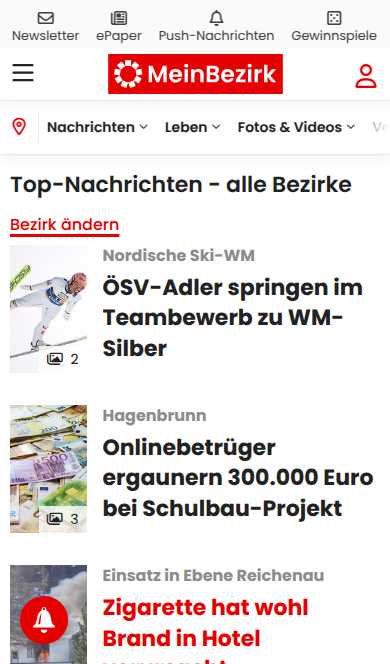 Newsletter ePaper Push-Nachrichten Gewinnspiele
MeinBezirk
Nachrichten Leben Fotos & Videos
Top-Nachrichten - alle Bezirke
Bezirk ändern
Nordische Ski-WM
ÖSV-Adler springen im
Teambewerb zu WM-
Silber
2
Hagenbrunn
Onlinebetrüger
ergaunern 300.000 Euro
bei Schulbau-Projekt
3
Einsatz in Ebene Reichenau
Zigarette hat wohl
Brand in Hotel